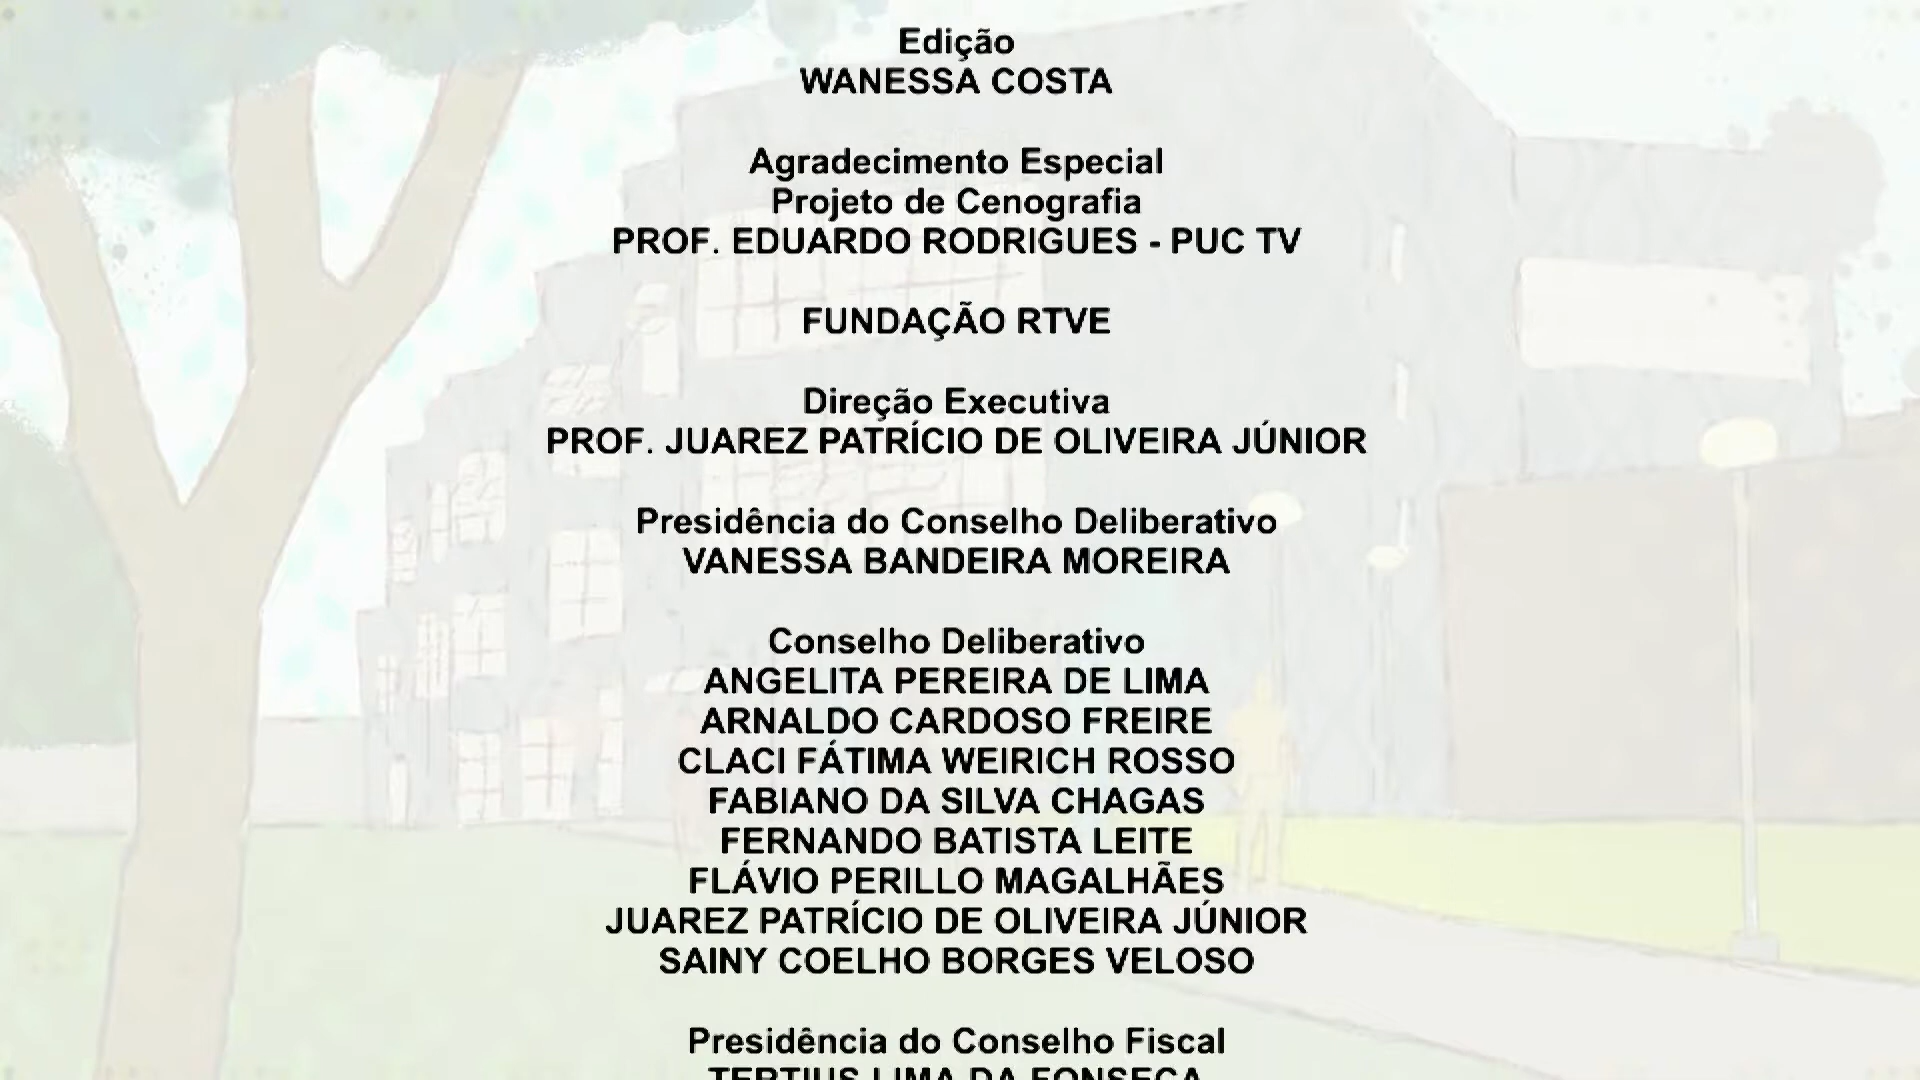 Edição
WANESSA COSTA
Agradecimento Especial
Projeto de Cenografia
PROF. EDUARDO RODRIGUES - PUC TV
FUNDAÇÃO RTVE
Direção Executiva
PROF. JUAREZ PATRÍCIO DE OLIVEIRA JÚNIOR
Presidência do Conselho Deliberativo
VANESSA BANDEIRA MOREIRA
Conselho Deliberativo
ANGELITA PEREIRA DE LIMA
ARNALDO CARDOSO FREIRE
CLACI FÁTIMA WEIRICH ROSSO
FABIANO DA SILVA CHAGAS
FERNANDO BATISTA LEITE
FLÁVIO PERILLO MAGALHÃES
JUAREZ PATRÍCIO DE OLIVEIRA JÚNIOR
SAINY COELHO BORGES VELOSO
Presidência do Conselho Fiscal
TERTIUS LIMA DA FONSECA